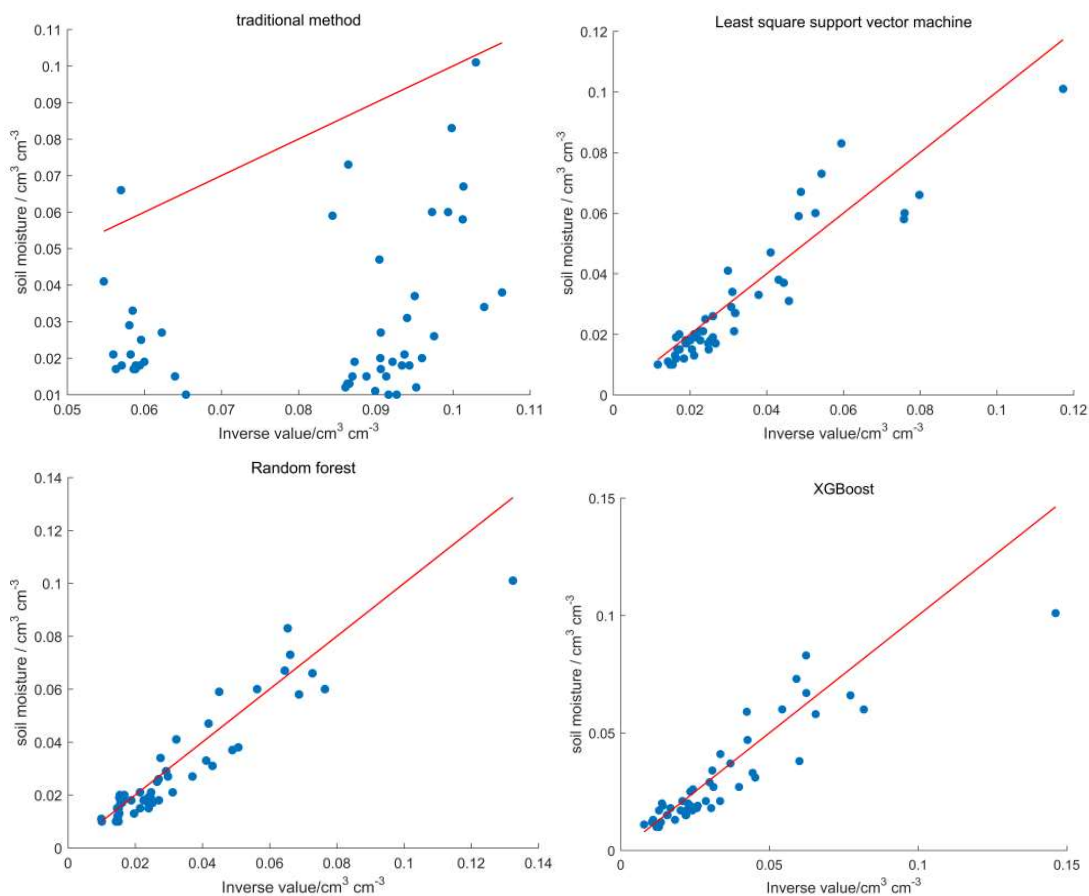 traditional method
0.11
0.1
0.09
0.08
0.07
0.06
0.05
0.04
0.03
0.02
0.01
soil moisture / cm³ cm⁻³
0.05 0.06 0.07 0.08 0.09 0.1 0.11
Inverse value/cm³ cm⁻³
Least square support vector machine
0.12
0.1
0.08
0.06
0.04
0.02
0
soil moisture / cm³ cm⁻³
0 0.02 0.04 0.06 0.08 0.1 0.12
Inverse value/cm³ cm⁻³
Random forest
0.14
0.12
0.1
0.08
0.06
0.04
0.02
0
soil moisture / cm³ cm⁻³
0 0.02 0.04 0.06 0.08 0.1 0.12 0.14
Inverse value/cm³ cm⁻³
XGBoost
0.15
0.1
0.05
0
soil moisture / cm³ cm⁻³
0 0.05 0.1 0.15
Inverse value/cm³ cm⁻³